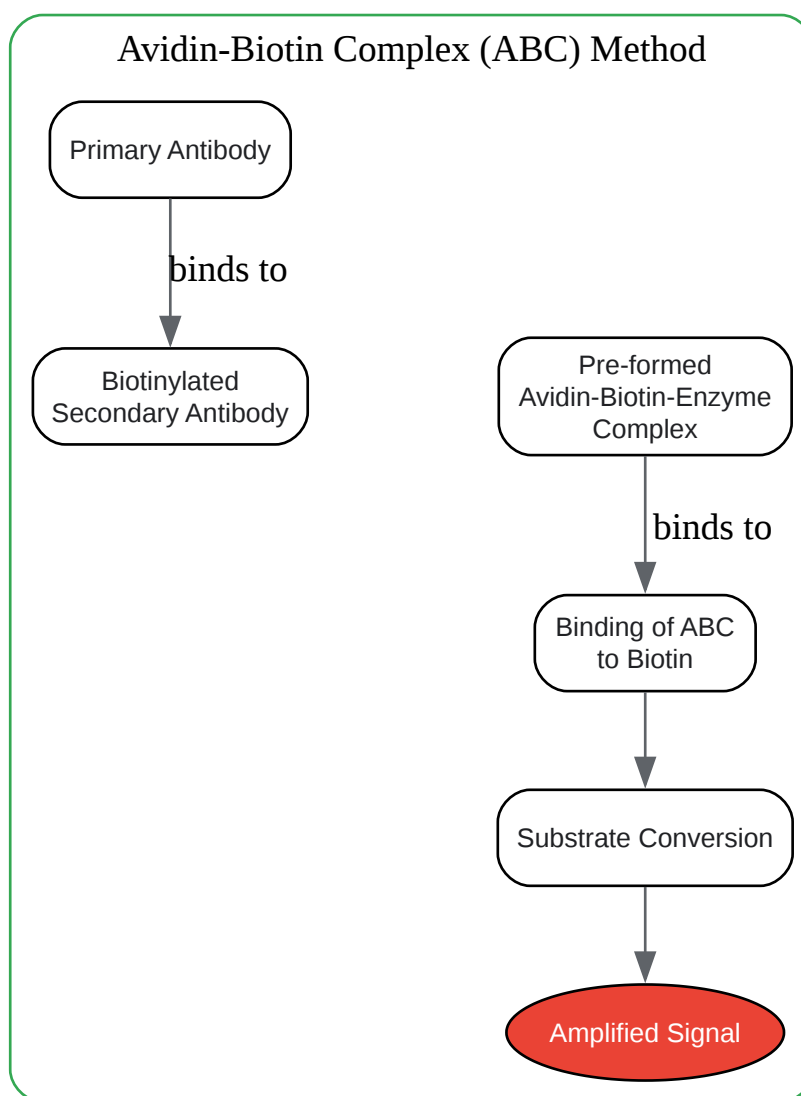 Avidin-Biotin Complex (ABC) Method
Primary Antibody
binds to
Biotinylated
Secondary Antibody
Pre-formed
Avidin-Biotin-Enzyme
Complex
binds to
Binding of ABC
to Biotin
Substrate Conversion
Amplified Signal